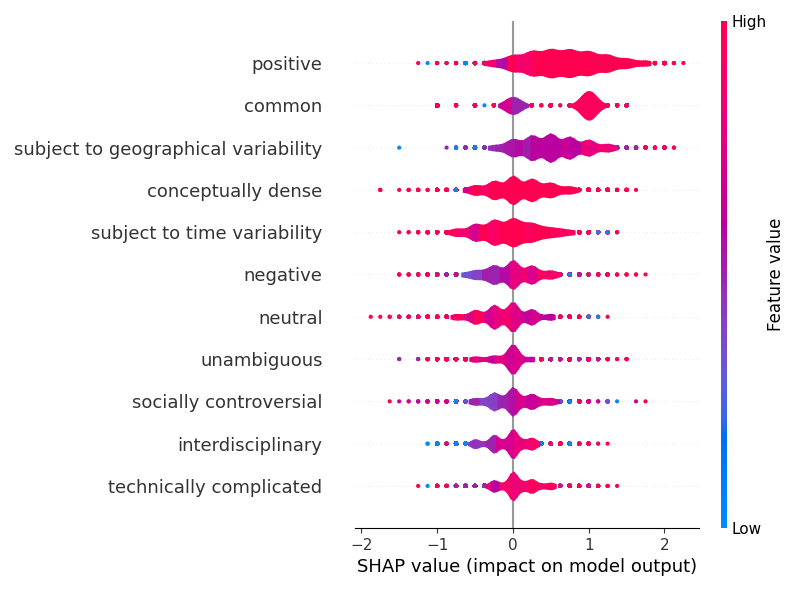 High
positive
common
subject to geographical variability
conceptually dense
subject to time variability
negative
neutral
unambiguous
socially controversial
interdisciplinary
technically complicated
Feature value
Low
−2 −1 0 1 2
SHAP value (impact on model output)